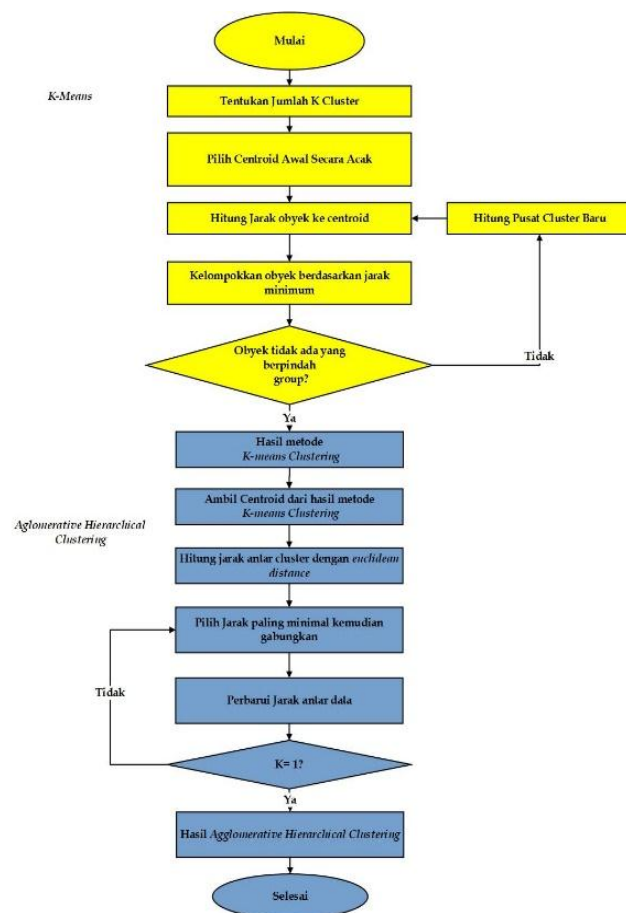 Mulai
K-Means
Tentukan Jumlah K Cluster
Pilih Centroid Awal Secara Acak
Hitung Jarak obyek ke centroid
Hitung Pusat Cluster Baru
Kelompokkan obyek berdasarkan jarak
minimum
Obyek tidak ada yang
berpindah
group?
Tidak
Ya
Hasil metode
K-means Clustering
Ambil Centroid dari hasil metode
K-means Clustering
Aglomerative Hierarchical
Clustering
Hitung jarak antar cluster dengan euclidean
distance
Pilih Jarak paling minimal kemudian
gabungkan
Tidak
Perbarui Jarak antar data
K= 1?
Ya
Hasil Agglomerative Hierarchical Clustering
Selesai